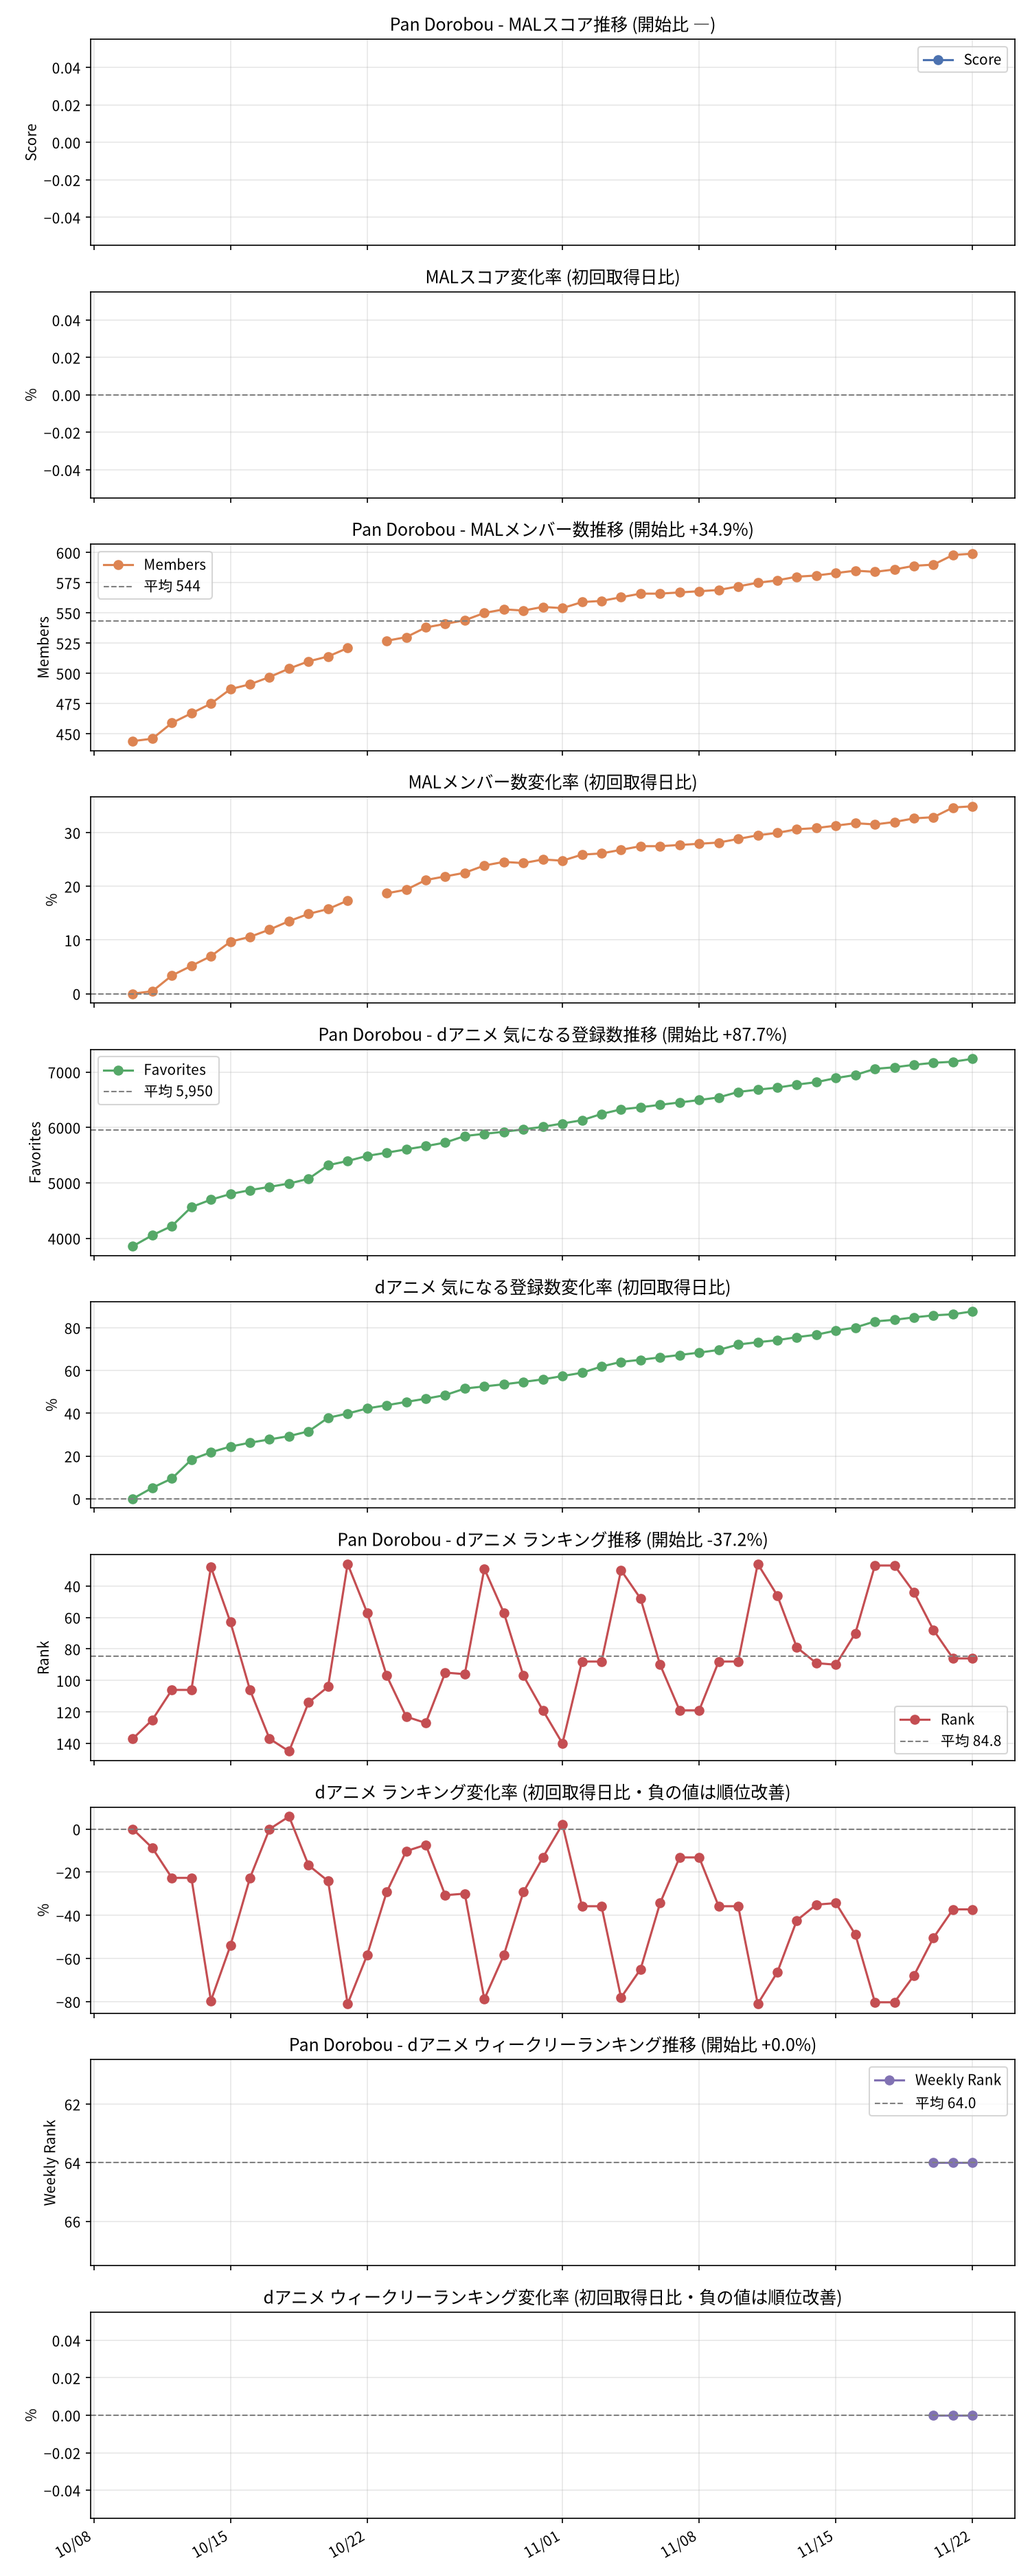 Pan Dorobou - MALスコア推移 (開始比 —)
Score
0.04
0.02
0.00
−0.02
−0.04
Score
MALスコア変化率 (初回取得日比)
0.04
0.02
0.00
−0.02
−0.04
%
Pan Dorobou - MALメンバー数推移 (開始比 +34.9%)
Members
平均 544
600
575
550
525
500
475
450
Members
MALメンバー数変化率 (初回取得日比)
30
20
10
0
%
Pan Dorobou - dアニメ 気になる登録数推移 (開始比 +87.7%)
Favorites
平均 5,950
7000
6000
5000
4000
Favorites
dアニメ 気になる登録数変化率 (初回取得日比)
80
60
40
20
0
%
Pan Dorobou - dアニメ ランキング推移 (開始比 -37.2%)
40
60
80
100
120
140
Rank
Rank
平均 84.8
dアニメ ランキング変化率 (初回取得日比・負の値は順位改善)
0
−20
−40
−60
−80
%
Pan Dorobou - dアニメ ウィークリーランキング推移 (開始比 +0.0%)
Weekly Rank
平均 64.0
62
64
66
Weekly Rank
dアニメ ウィークリーランキング変化率 (初回取得日比・負の値は順位改善)
0.04
0.02
0.00
−0.02
−0.04
%
10/08
10/15
10/22
11/01
11/08
11/15
11/22